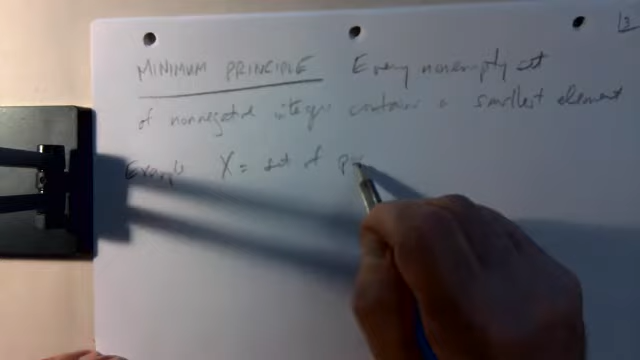 MINIMUM PRINCIPLE Every nonempty set
of nonnegative integers contains a smallest element
Example X = set of